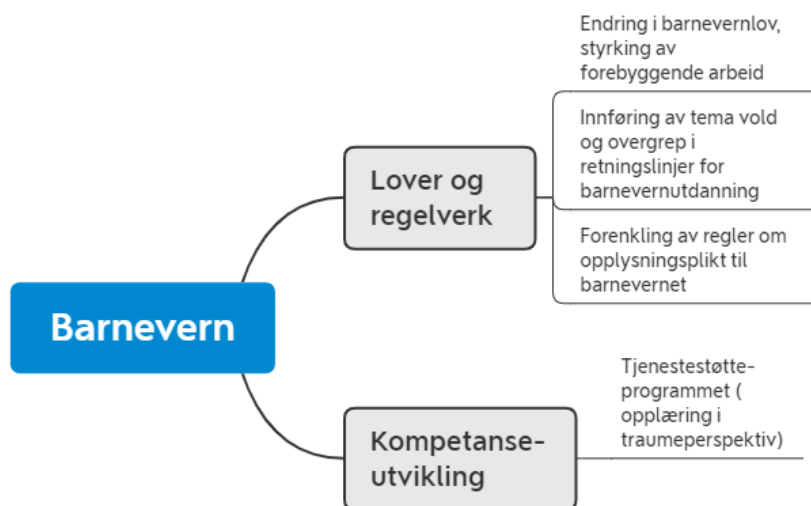 Barnevern
Lover og
regelverk
Endring i barnevernlov,
styrking av
forebyggende arbeid
Innføring av tema vold
og overgrep i
retningslinjer for
barnevernutdanning
Forenkling av regler om
opplysningsplikt til
barnevernet
Kompetanse-
utvikling
Tjenestestøtte-
programmet (
opplæring i
traumeperspektiv)